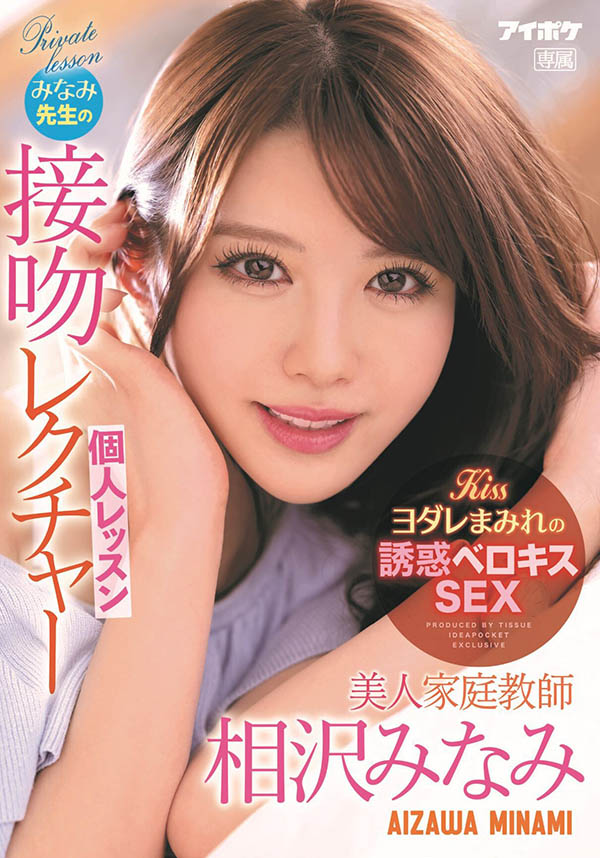 Private
lesson
みなみ
先生の
接吻レクチャー
個人レッスン
アイポケ
専属
Kiss
ヨダレまみれの
誘惑ベロキス
SEX
PRODUCED BY TISSUE
IDEAPOCKET
EXCLUSIVE
美人家庭教師
相沢みなみ
AIZAWA MINAMI